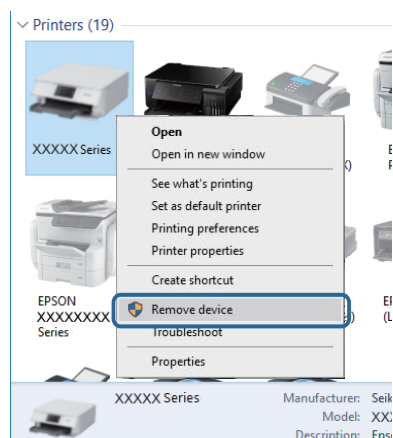 Printers (19)
XXXXX Series
Open
Open in new window
See what's printing
Set as default printer
Printing preferences
Printer properties
Create shortcut
Remove device
Troubleshoot
Properties
EPSON
XXXXXXXX
Series
XXXXX Series
Manufacturer:
Model:
Description: